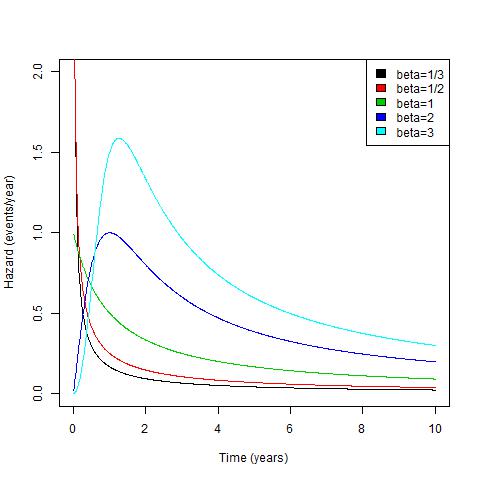 beta=1/3
beta=1/2
beta=1
beta=2
beta=3
Hazard (events/year)
2.0
1.5
1.0
0.5
0.0
0 2 4 6 8 10
Time (years)